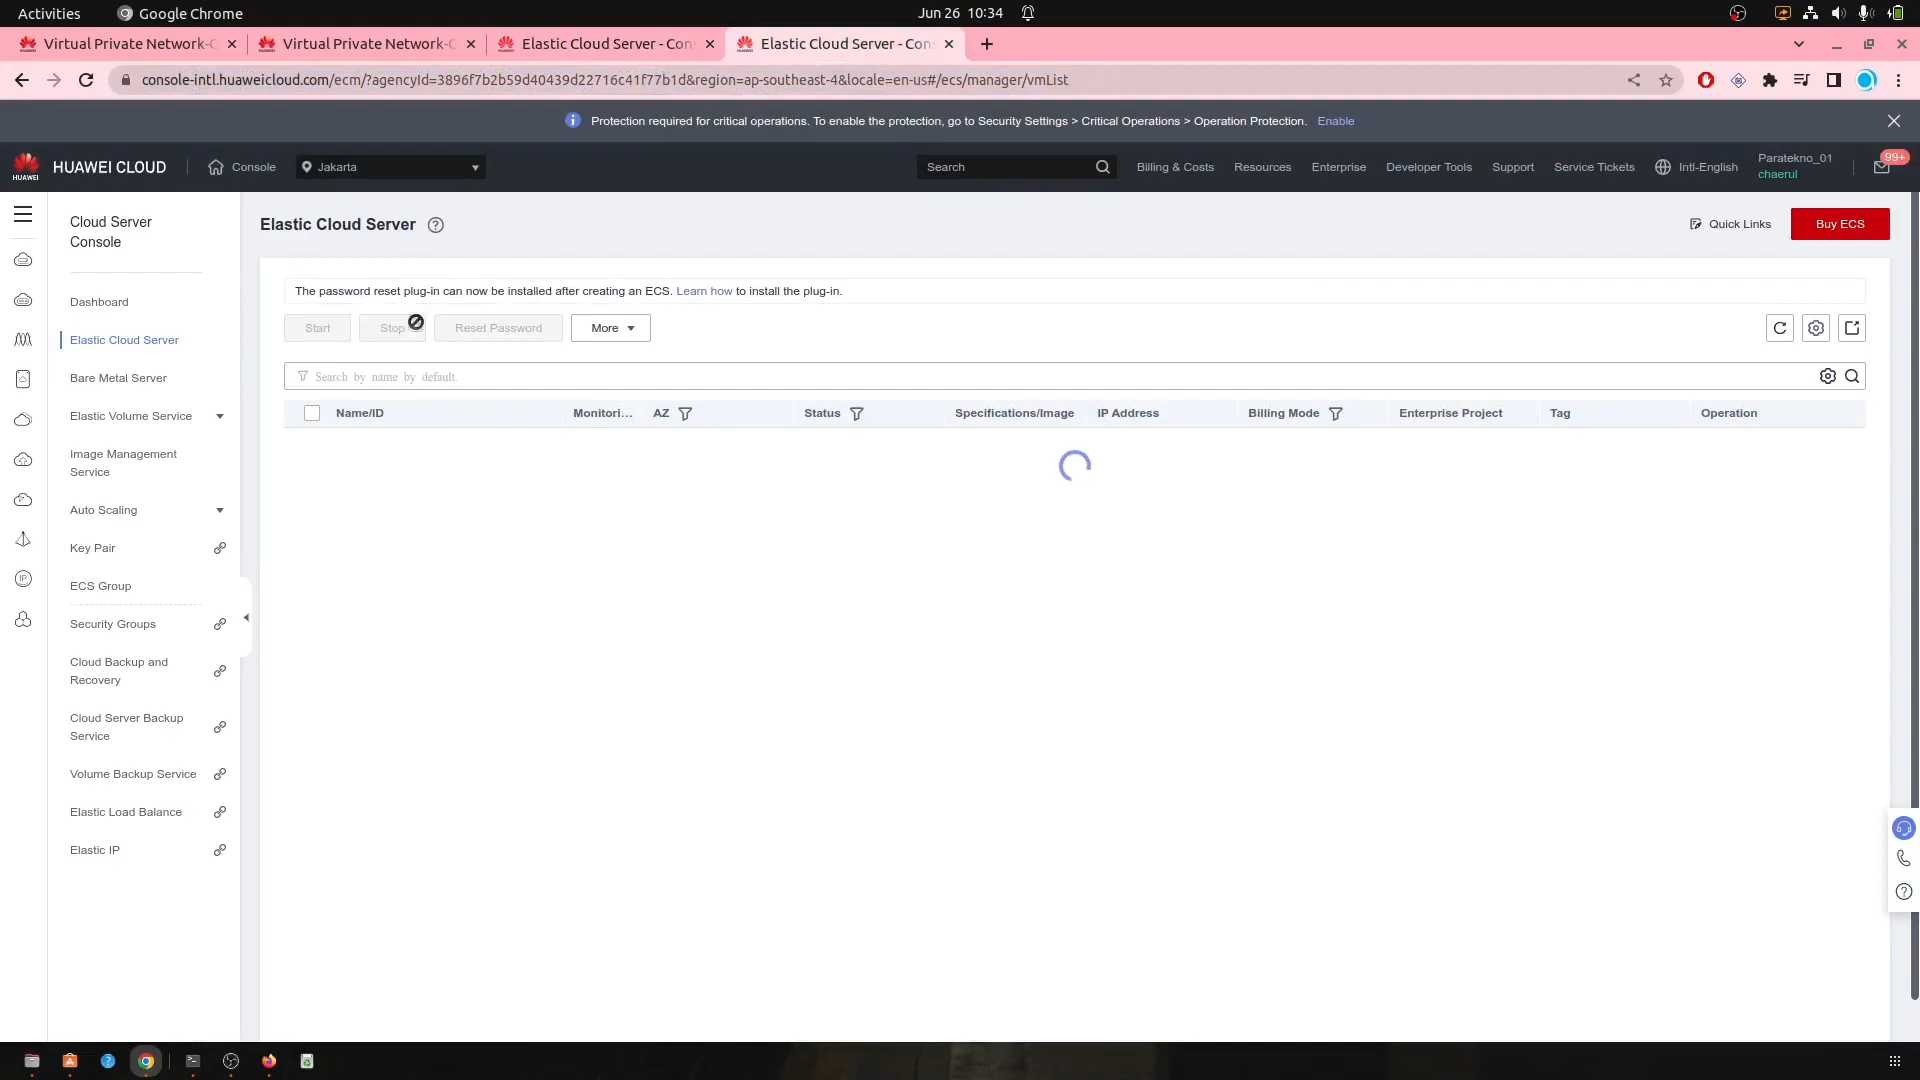 Activities
Google Chrome
Jun 26 10:34
Virtual Private Network-C
Virtual Private Network-C
Elastic Cloud Server - Con
Elastic Cloud Server - Con
console-intl.huaweicloud.com/ecm/?agencyId=3896f7b2b59d40439d22716c41f77b1d&region=ap-southeast-4&locale=en-us#/ecs/manager/vmList
Protection required for critical operations. To enable the protection, go to Security Settings > Critical Operations > Operation Protection. Enable
HUAWEI
HUAWEI CLOUD
Console
Jakarta
Search
Billing & Costs
Resources
Enterprise
Developer Tools
Support
Service Tickets
Intl-English
Paratekno_01
chaerul
99+
Cloud Server
Console
Dashboard
Elastic Cloud Server
Bare Metal Server
Elastic Volume Service
Image Management
Service
Auto Scaling
Key Pair
ECS Group
Security Groups
Cloud Backup and
Recovery
Cloud Server Backup
Service
Volume Backup Service
Elastic Load Balance
Elastic IP
IP
Elastic Cloud Server
Quick Links
Buy ECS
The password reset plug-in can now be installed after creating an ECS. Learn how to install the plug-in.
Start
Stop
Reset Password
More
Search by name by default.
Name/ID
Monitori...
AZ
Status
Specifications/Image
IP Address
Billing Mode
Enterprise Project
Tag
Operation